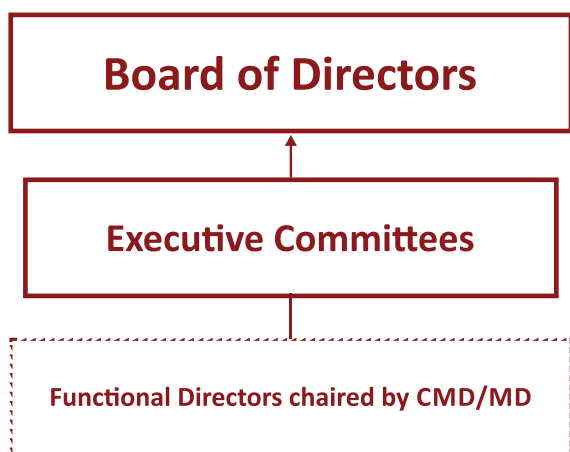 Board of Directors
Executive Committees
Functional Directors chaired by CMD/MD